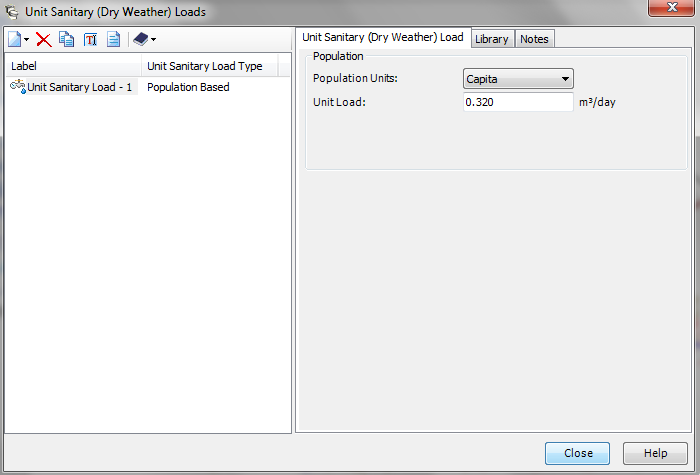 Unit Sanitary (Dry Weather) Loads
Label
Unit Sanitary Load Type
Unit Sanitary Load - 1
Population Based
Unit Sanitary (Dry Weather) Load
Library
Notes
Population
Population Units:
Capita
Unit Load:
0.320
m³/day
Close
Help